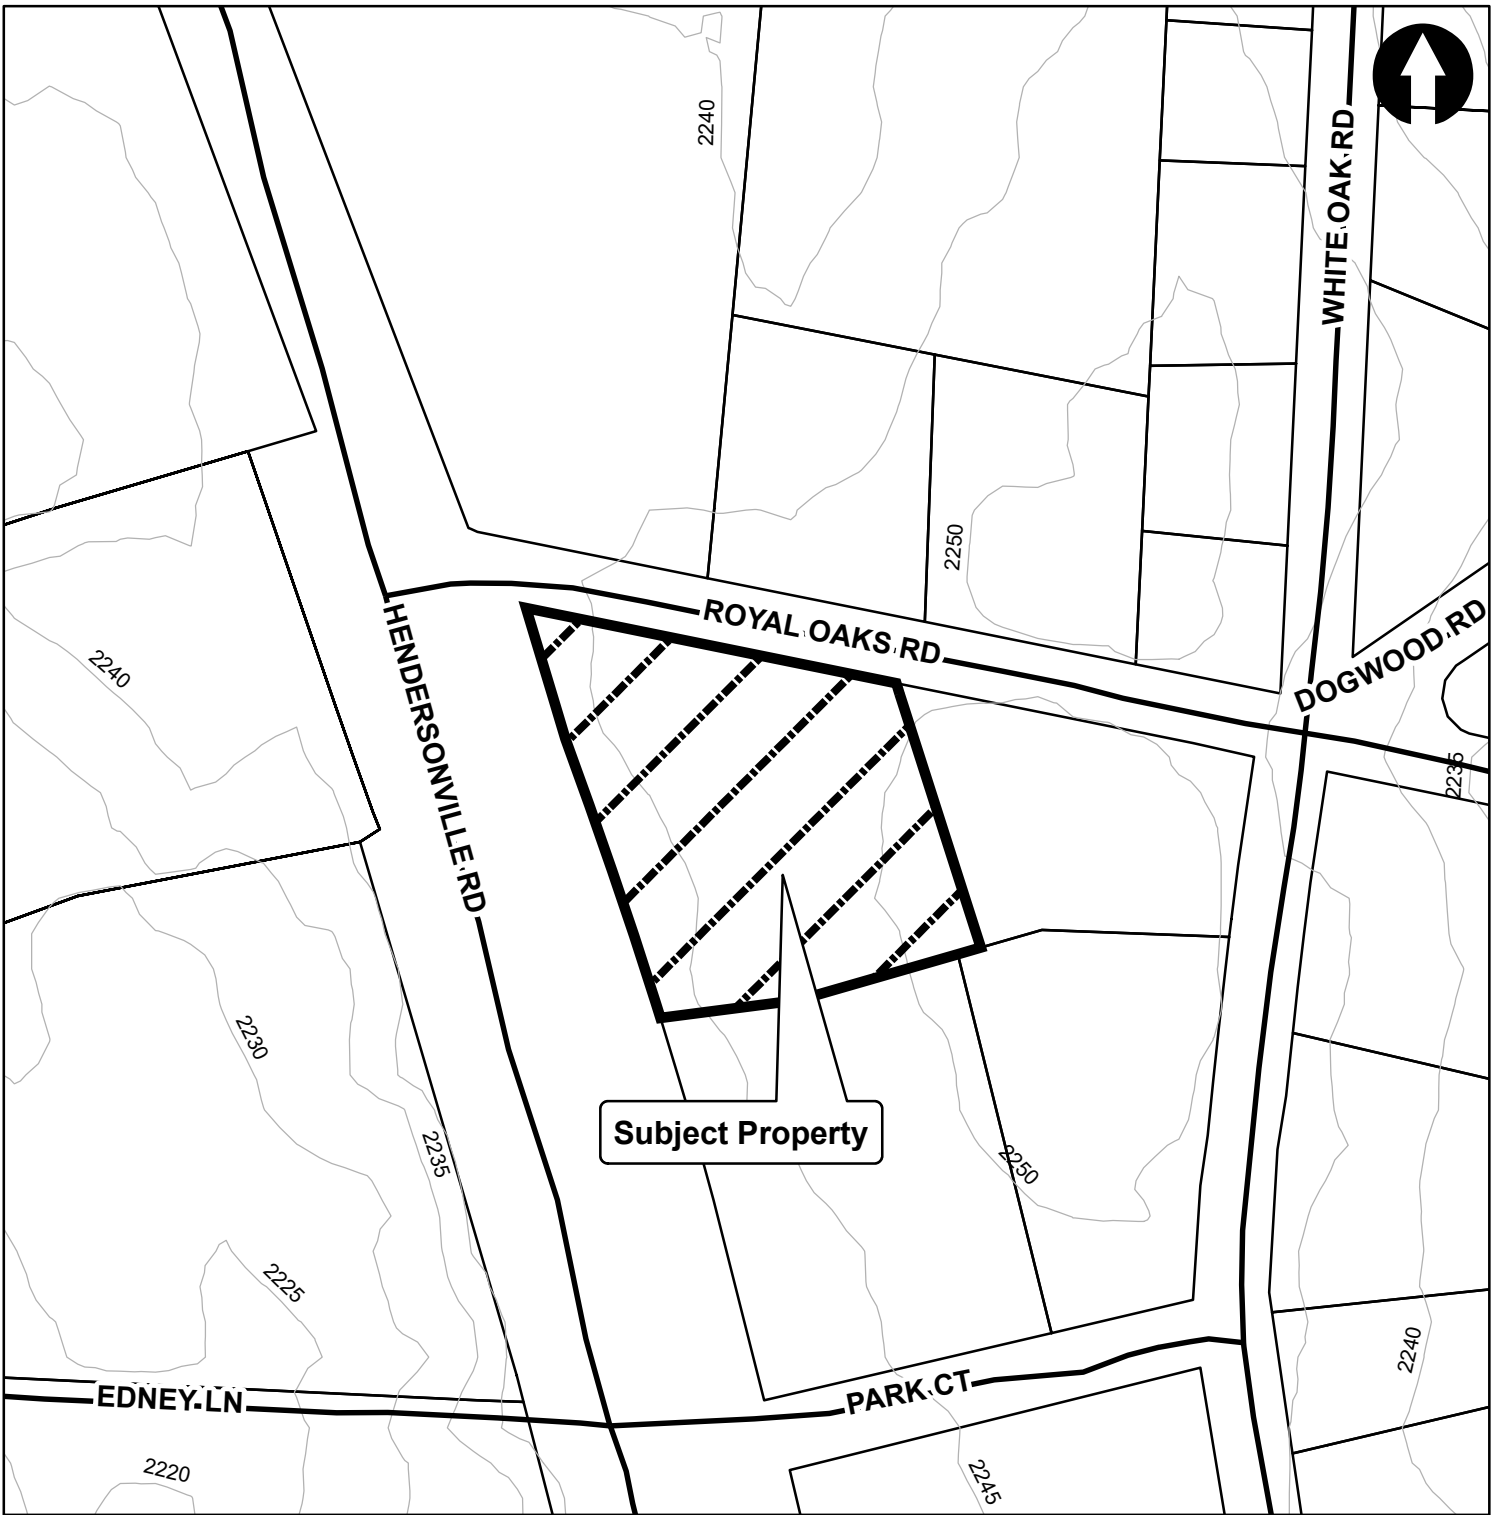 2240
WHITE OAK RD
2250
ROYAL OAKS RD
HENDERSONVILLE RD
DOGWOOD RD
2240
2235
2230
Subject Property
2235
2250
2225
2240
EDNEY LN
PARK CT
2220
2245